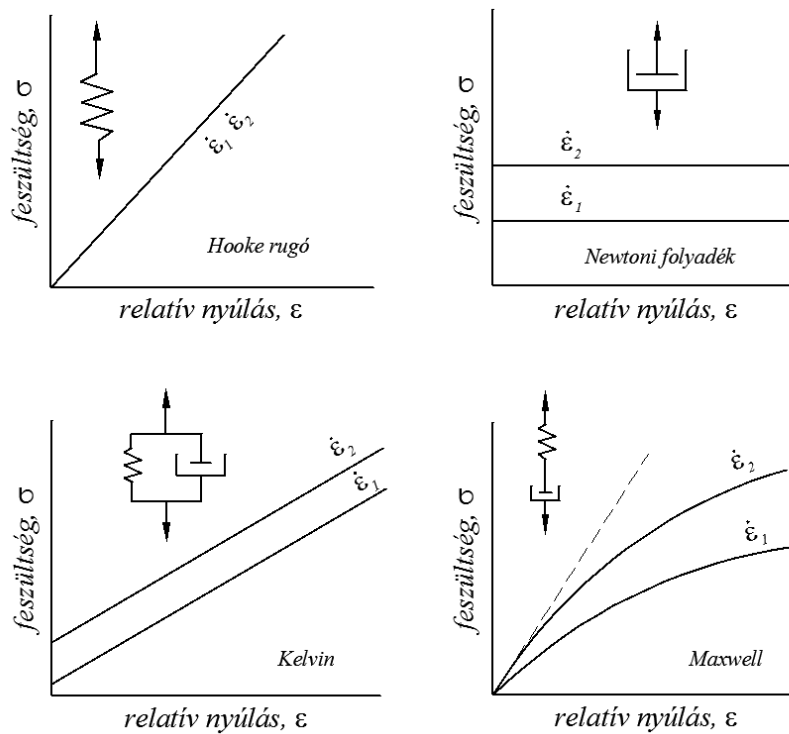 feszültség, σ
ε̇₁ ε̇₂
Hooke rugó
relatív nyúlás, ε
feszültség, σ
ε̇₂
ε̇₁
Newtoni folyadék
relatív nyúlás, ε
feszültség, σ
ε̇₂
ε̇₁
Kelvin
relatív nyúlás, ε
feszültség, σ
ε̇₂
ε̇₁
Maxwell
relatív nyúlás, ε